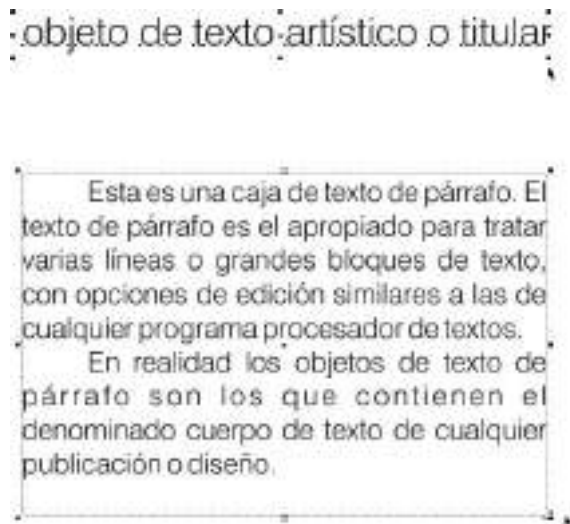 objeto de texto artístico o titular
Esta es una caja de texto de párrafo. El
texto de párrafo es el apropiado para tratar
varias líneas o grandes bloques de texto,
con opciones de edición similares a las de
cualquier programa procesador de textos.
En realidad los objetos de texto de
párrafo son los que contienen el
denominado cuerpo de texto de cualquier
publicación o diseño.